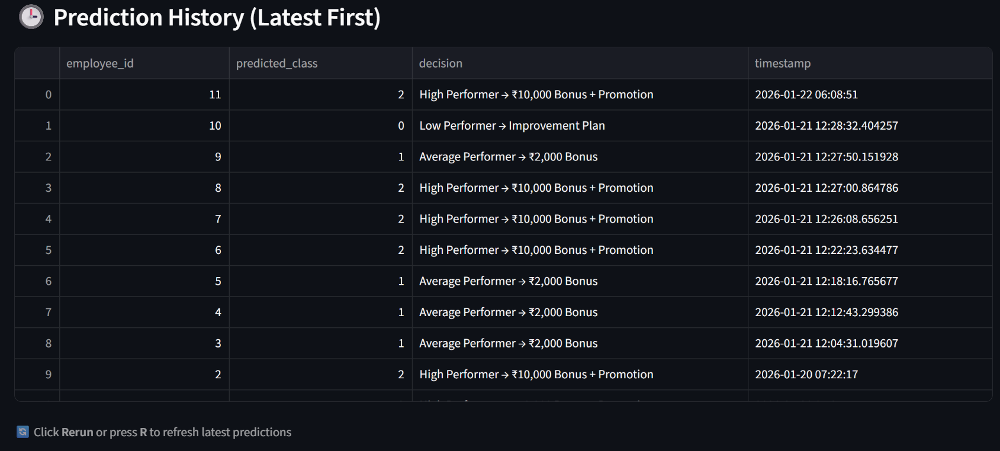 Prediction History (Latest First)
employee_id predicted_class decision timestamp
0 11 2 High Performer → ₹10,000 Bonus + Promotion 2026-01-22 06:08:51
1 10 0 Low Performer → Improvement Plan 2026-01-21 12:28:32.404257
2 9 1 Average Performer → ₹2,000 Bonus 2026-01-21 12:27:50.151928
3 8 2 High Performer → ₹10,000 Bonus + Promotion 2026-01-21 12:27:00.864786
4 7 2 High Performer → ₹10,000 Bonus + Promotion 2026-01-21 12:26:08.656251
5 6 2 High Performer → ₹10,000 Bonus + Promotion 2026-01-21 12:22:23.634477
6 5 1 Average Performer → ₹2,000 Bonus 2026-01-21 12:18:16.765677
7 4 1 Average Performer → ₹2,000 Bonus 2026-01-21 12:12:43.299386
8 3 1 Average Performer → ₹2,000 Bonus 2026-01-21 12:04:31.019607
9 2 2 High Performer → ₹10,000 Bonus + Promotion 2026-01-20 07:22:17
Click Rerun or press R to refresh latest predictions